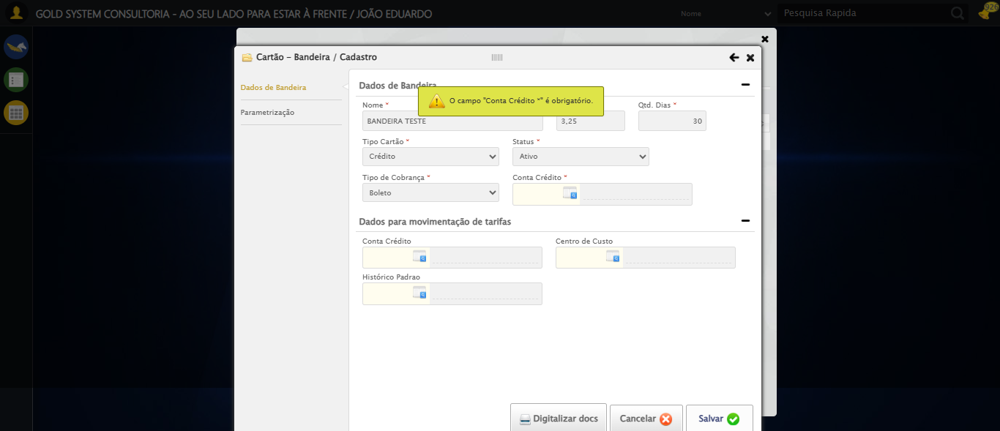 GOLD SYSTEM CONSULTORIA - AO SEU LADO PARA ESTAR À FRENTE / JOÃO EDUARDO
Nome
Pesquisa Rapida
926
Cartão - Bandeira / Cadastro
Dados de Bandeira
Parametrização
Dados de Bandeira
O campo "Conta Crédito *" é obrigatório.
Nome *
Qtd. Dias *
BANDEIRA TESTE
3,25
30
Tipo Cartão *
Status *
Crédito
Ativo
Tipo de Cobrança *
Conta Crédito *
Boleto
Dados para movimentação de tarifas
Conta Crédito
Centro de Custo
Histórico Padrao
Digitalizar docs
Cancelar
Salvar